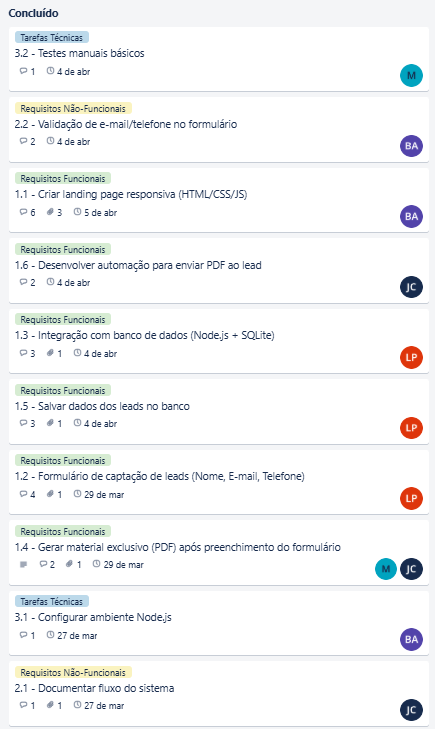 Concluído
Tarefas Técnicas
3.2 - Testes manuais básicos
1 4 de abr
M
Requisitos Não-Funcionais
2.2 - Validação de e-mail/telefone no formulário
2 4 de abr
BA
Requisitos Funcionais
1.1 - Criar landing page responsiva (HTML/CSS/JS)
6 3 5 de abr
BA
Requisitos Funcionais
1.6 - Desenvolver automação para enviar PDF ao lead
2 4 de abr
JC
Requisitos Funcionais
1.3 - Integração com banco de dados (Node.js + SQLite)
3 1 4 de abr
LP
Requisitos Funcionais
1.5 - Salvar dados dos leads no banco
3 1 4 de abr
LP
Requisitos Funcionais
1.2 - Formulário de captação de leads (Nome, E-mail, Telefone)
4 1 29 de mar
LP
Requisitos Funcionais
1.4 - Gerar material exclusivo (PDF) após preenchimento do formulário
2 1 29 de mar
M JC
Tarefas Técnicas
3.1 - Configurar ambiente Node.js
1 27 de mar
BA
Requisitos Não-Funcionais
2.1 - Documentar fluxo do sistema
1 1 27 de mar
JC